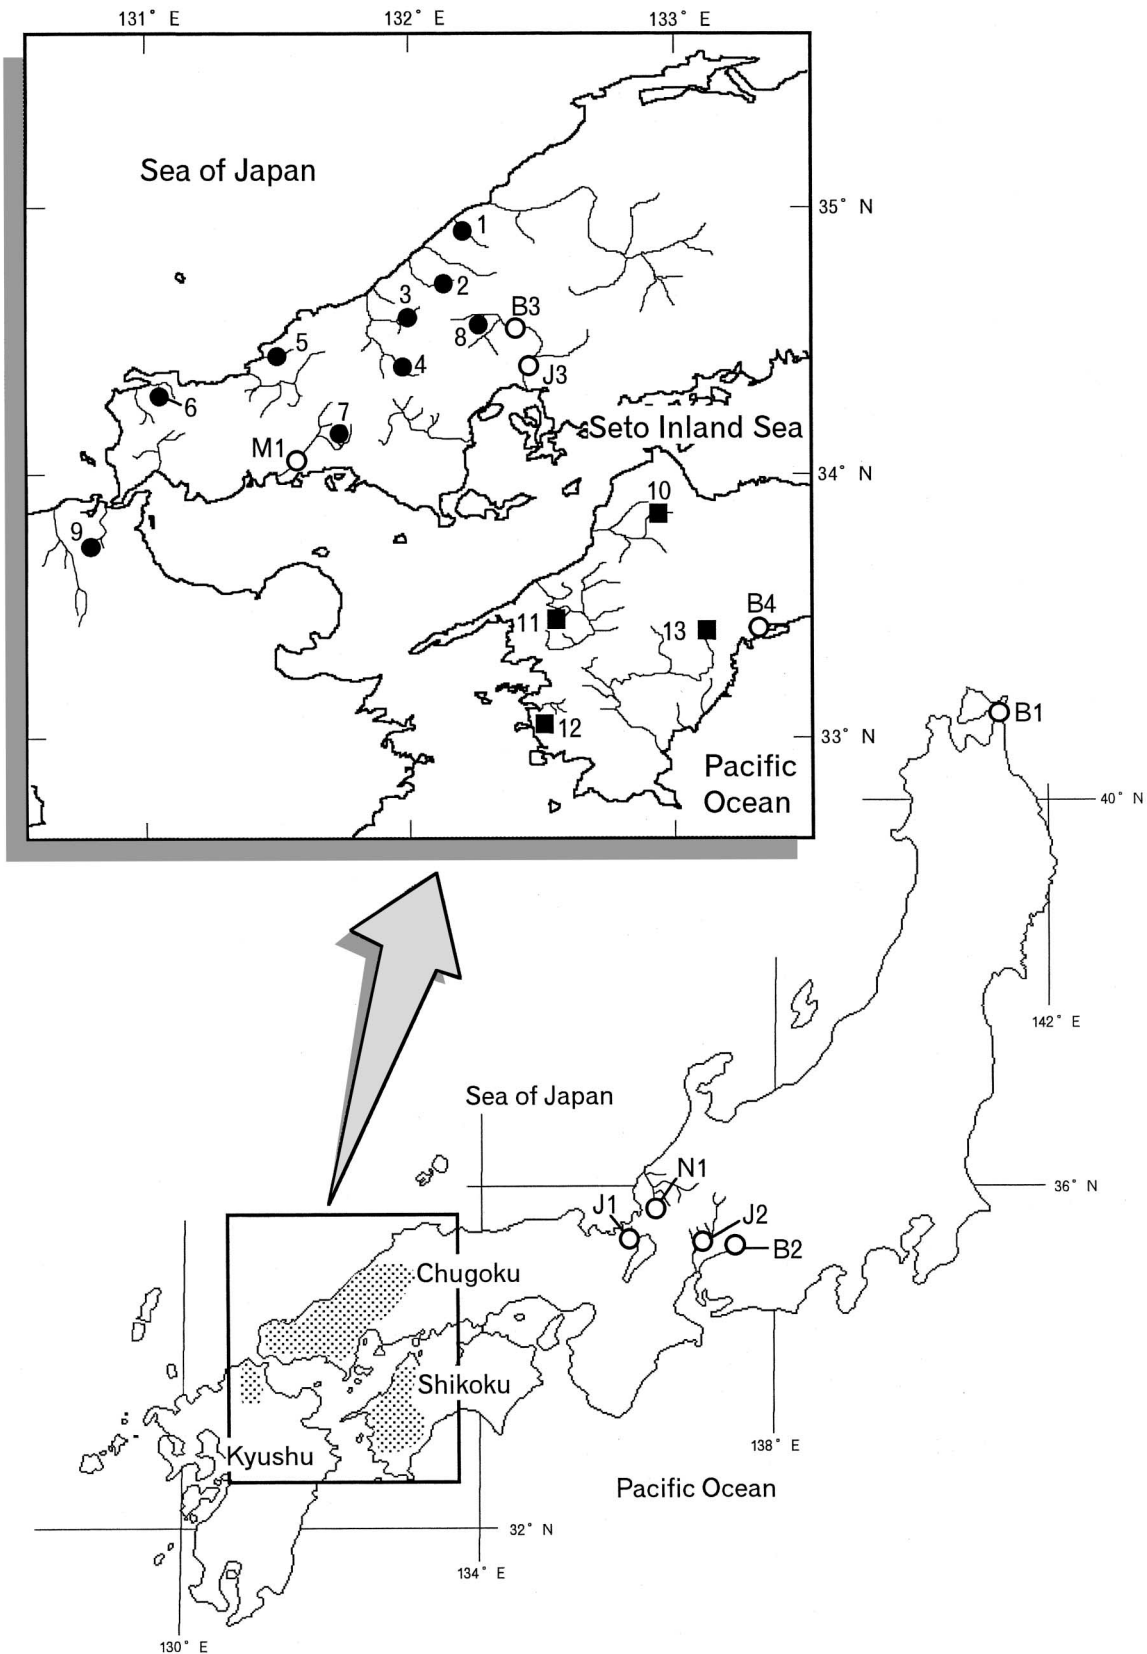 131° E
132° E
133° E
Sea of Japan
35° N
1
2
3
B3
8
5
4
J3
6
7
Seto Inland Sea
M1
34° N
10
9
B4
11
13
12
33° N
Pacific
Ocean
B1
40° N
142° E
Sea of Japan
N1
36° N
J1
J2
B2
Chugoku
Shikoku
Kyushu
138° E
Pacific Ocean
32° N
134° E
130° E